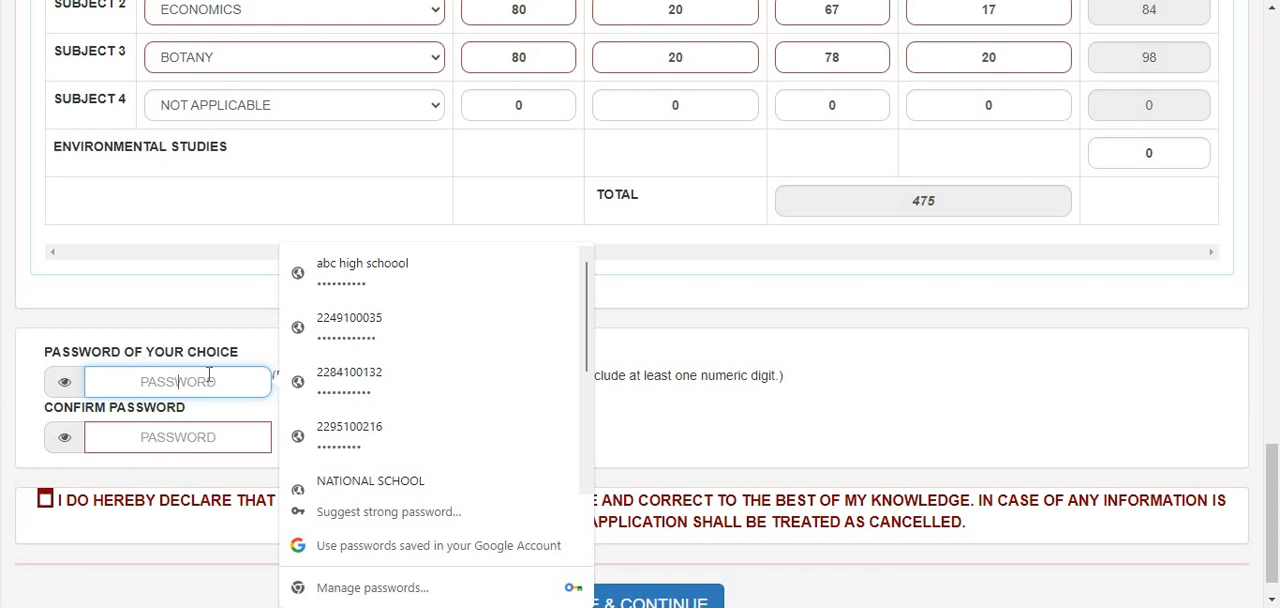 SUBJECT 2 ECONOMICS 80 20 67 17 84
SUBJECT 3 BOTANY 80 20 78 20 98
SUBJECT 4 NOT APPLICABLE 0 0 0 0 0
ENVIRONMENTAL STUDIES 0
TOTAL 475
abc high schoool
••••••••••
2249100035
••••••••••••
2284100132
•••••••••••
2295100216
•••••••••
NATIONAL SCHOOL
Suggest strong password...
Use passwords saved in your Google Account
Manage passwords...
PASSWORD OF YOUR CHOICE
PASSWORD
clude at least one numeric digit.)
CONFIRM PASSWORD
PASSWORD
I DO HEREBY DECLARE THAT E AND CORRECT TO THE BEST OF MY KNOWLEDGE. IN CASE OF ANY INFORMATION IS
APPLICATION SHALL BE TREATED AS CANCELLED.
E & CONTINUE